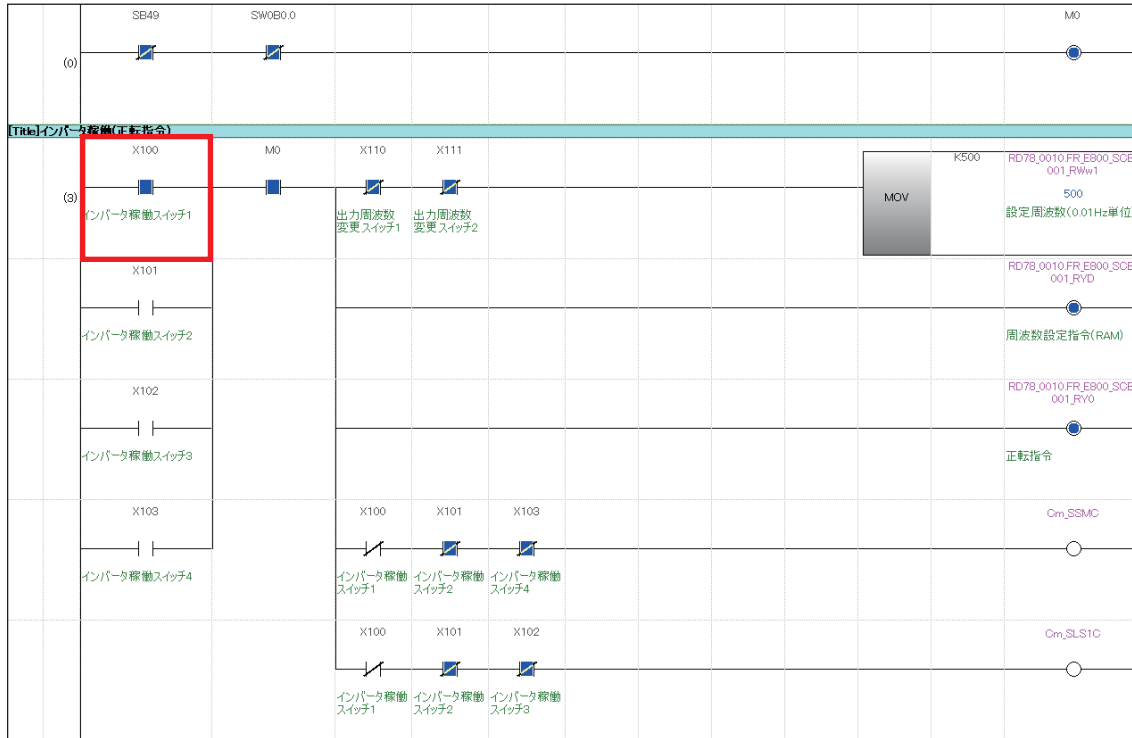 SB49 SW0B0.0 M0
(0)
[Title]インバータ稼働(正転指令)
X100 M0 X110 X111 K500 RD78_0010.FR_E800_SCE
001_RWw1
(3) MOV 500
インバータ稼働スイッチ1 出力周波数 出力周波数 設定周波数(0.01Hz単位
変更スイッチ1 変更スイッチ2
X101 RD78_0010.FR_E800_SCE
001_RYD
インバータ稼働スイッチ2 周波数設定指令(RAM)
X102 RD78_0010.FR_E800_SCE
001_RY0
インバータ稼働スイッチ3 正転指令
X103 X100 X101 X103 Cm_SSMC
インバータ稼働スイッチ4 インバータ稼働 インバータ稼働 インバータ稼働
スイッチ1 スイッチ2 スイッチ4
X100 X101 X102 Cm_SLS1C
インバータ稼働 インバータ稼働 インバータ稼働
スイッチ1 スイッチ2 スイッチ3